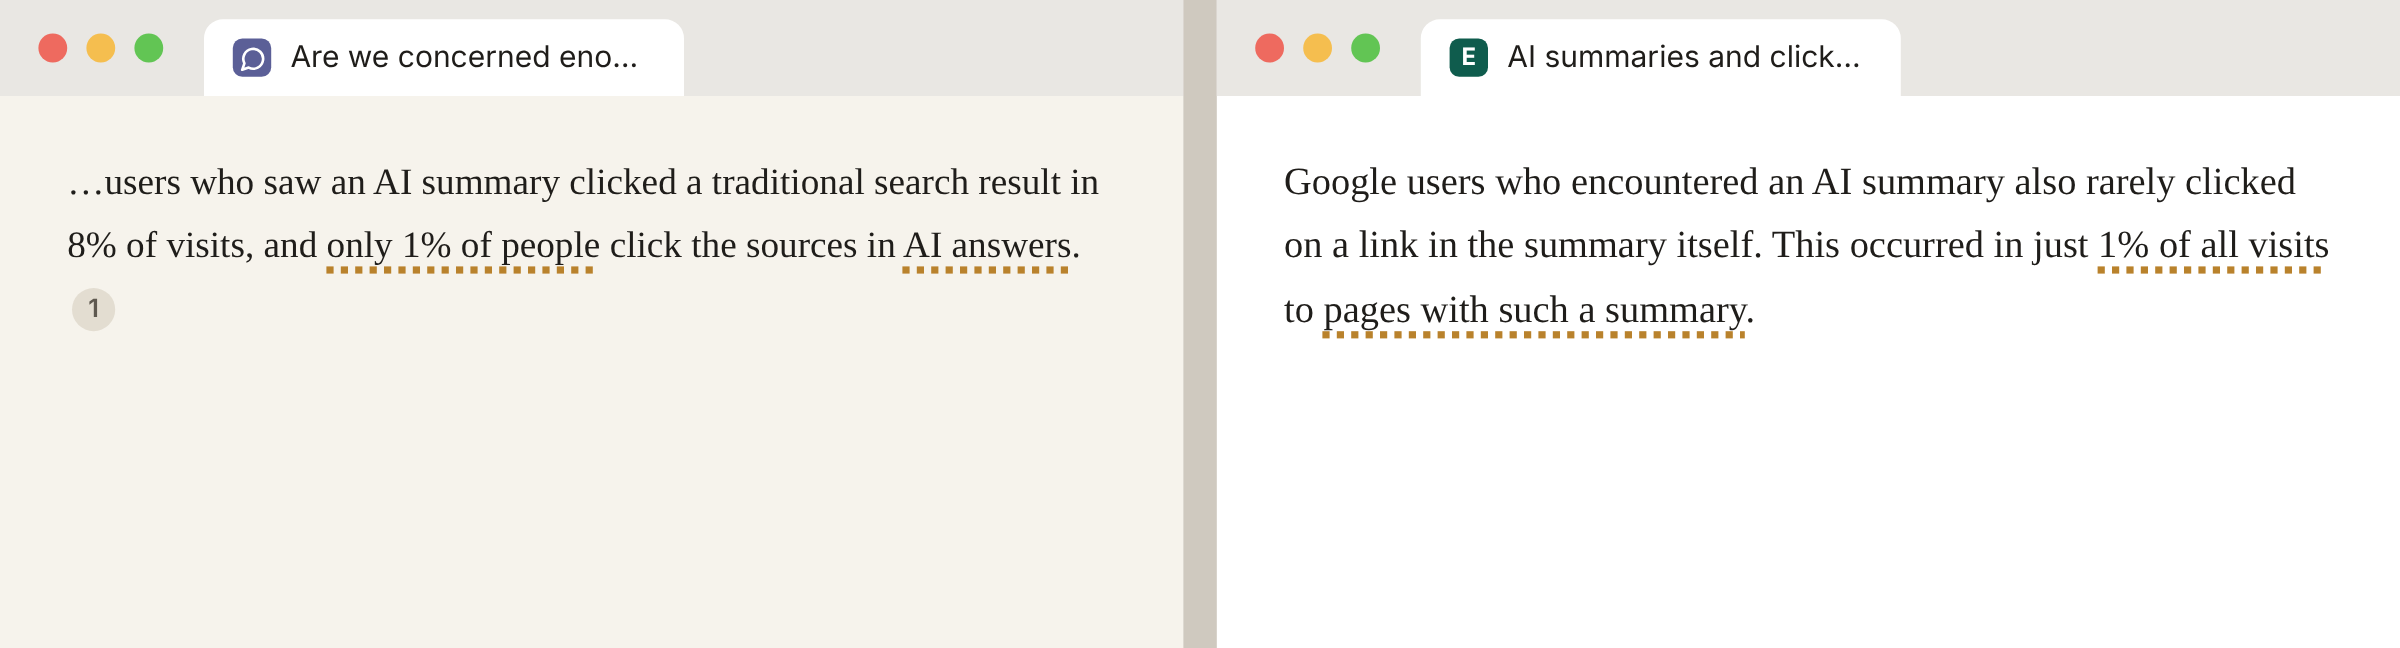 Are we concerned eno...
…users who saw an AI summary clicked a traditional search result in
8% of visits, and only 1% of people click the sources in AI answers.
1
E AI summaries and click...
Google users who encountered an AI summary also rarely clicked
on a link in the summary itself. This occurred in just 1% of all visits
to pages with such a summary.